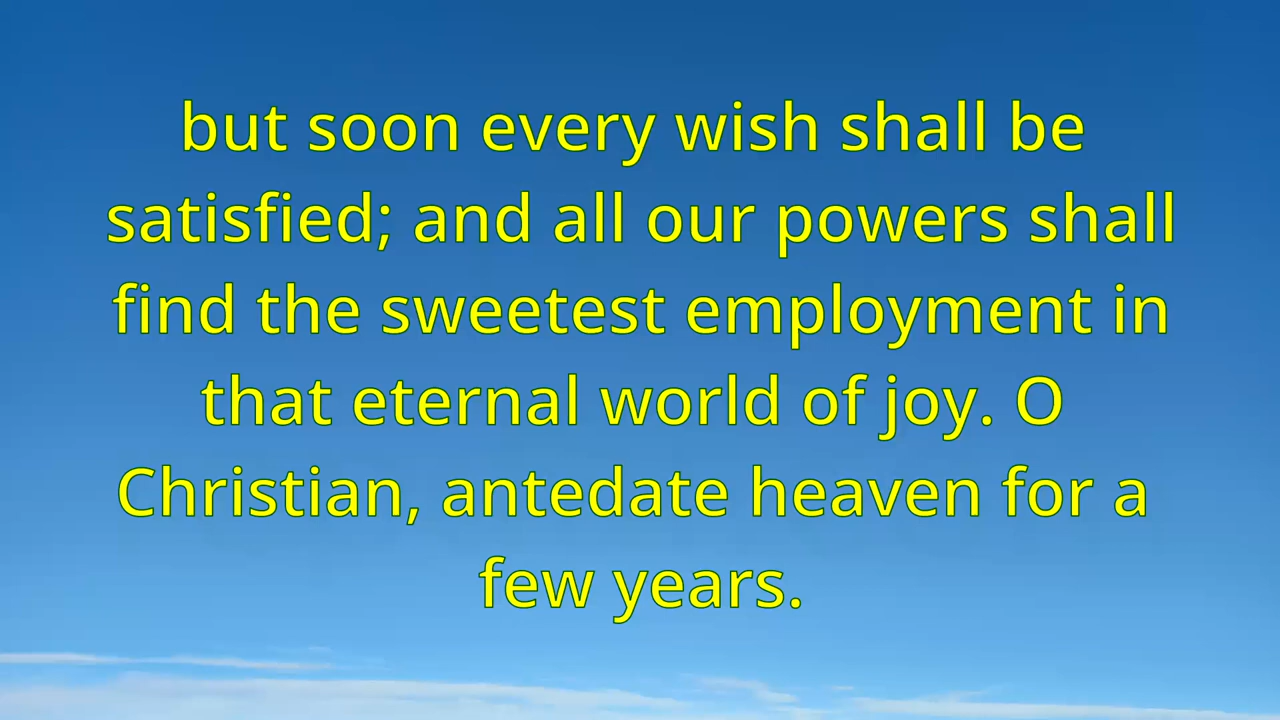 but soon every wish shall be
satisfied; and all our powers shall
find the sweetest employment in
that eternal world of joy. O
Christian, antedate heaven for a
few years.